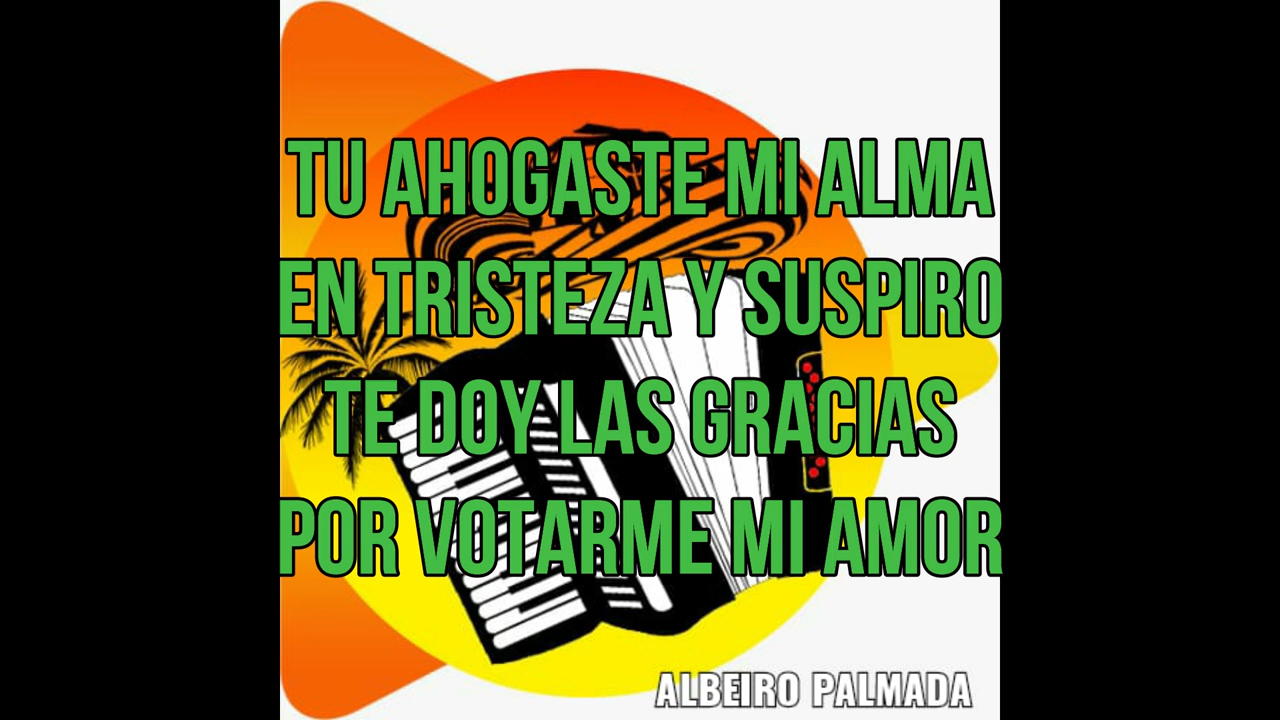 TU AHOGASTE MI ALMA
EN TRISTEZA Y SUSPIRO
TE DOY LAS GRACIAS
POR VOTARME MI AMOR
ALBEIRO PALMADA